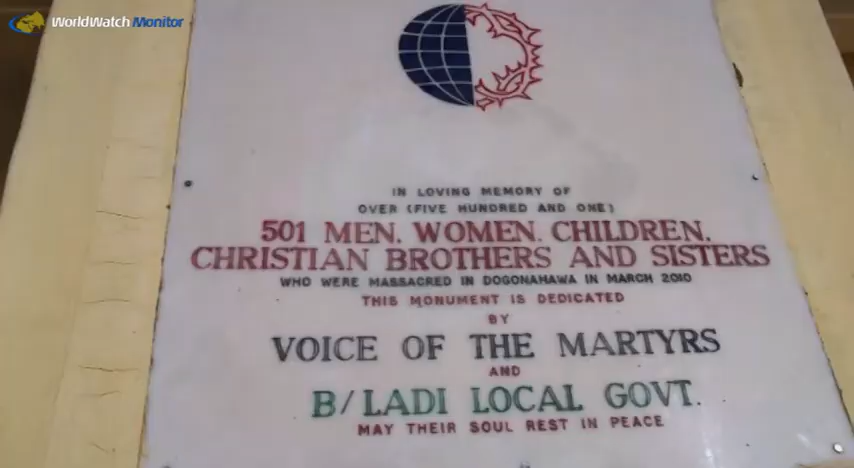 WorldWatch Monitor
IN LOVING MEMORY OF
OVER (FIVE HUNDRED AND ONE)
501 MEN, WOMEN, CHILDREN,
CHRISTIAN BROTHERS AND SISTERS
WHO WERE MASSACRED IN DOGONAHAWA IN MARCH 2010
THIS MONUMENT IS DEDICATED
BY
VOICE OF THE MARTYRS
AND
B/LADI LOCAL GOVT.
MAY THEIR SOUL REST IN PEACE